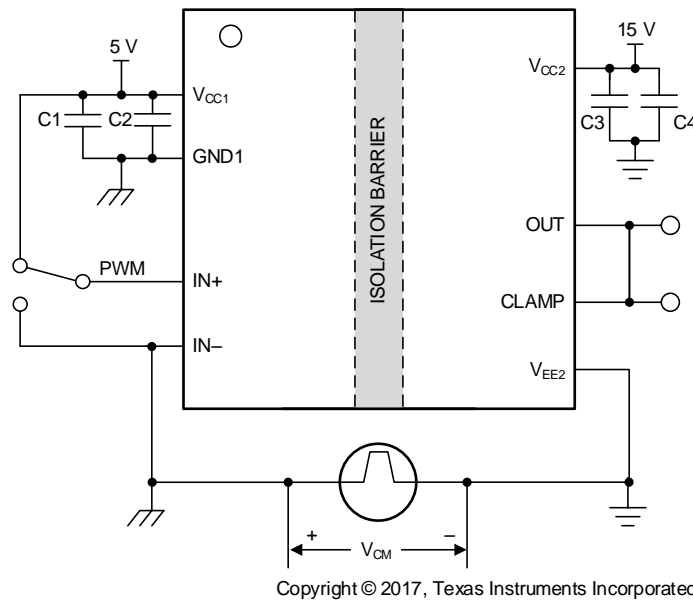 5 V
15 V
VCC1
VCC2
C1
C2
C3
C4
GND1
ISOLATION BARRIER
OUT
PWM
IN+
CLAMP
IN–
VEE2
+
VCM
–
Copyright © 2017, Texas Instruments Incorporated